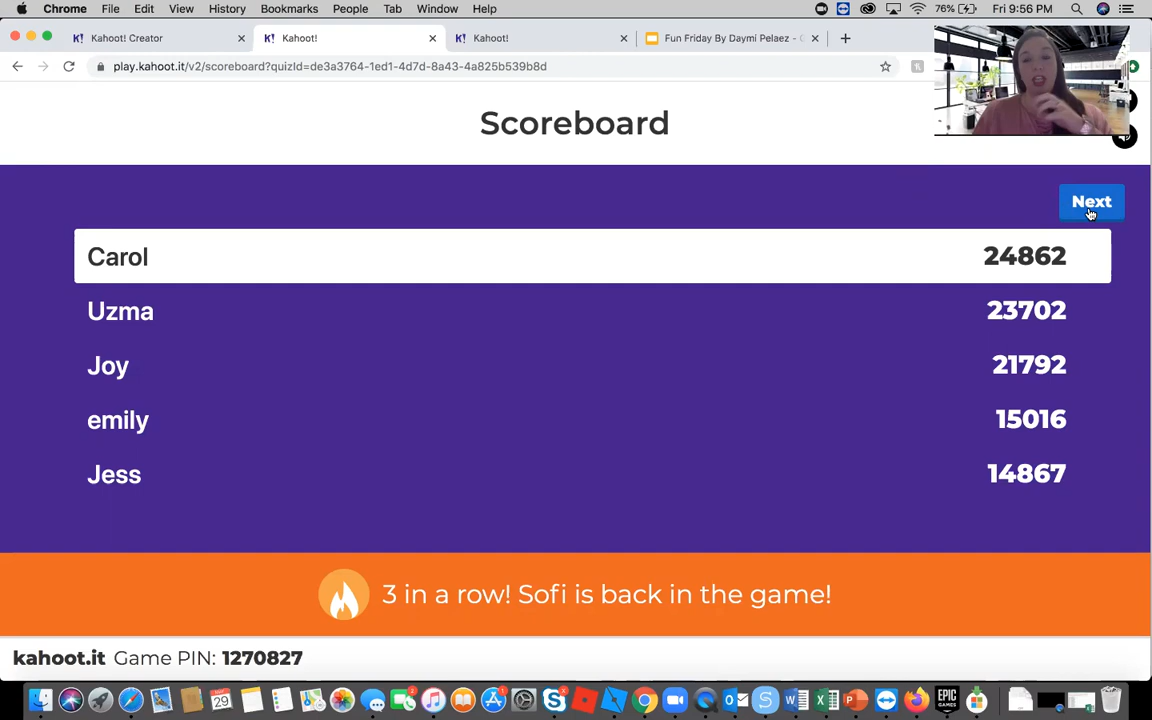 Chrome File Edit View History Bookmarks People Tab Window Help 76% Fri 9:56 PM
K! Kahoot! Creator K! Kahoot! K! Kahoot! Fun Friday By Daymi Pelaez -
play.kahoot.it/v2/scoreboard?quizId=de3a3764-1ed1-4d7d-8a43-4a825b539b8d
Scoreboard
Next
Carol 24862
Uzma 23702
Joy 21792
emily 15016
Jess 14867
3 in a row! Sofi is back in the game!
kahoot.it Game PIN: 1270827